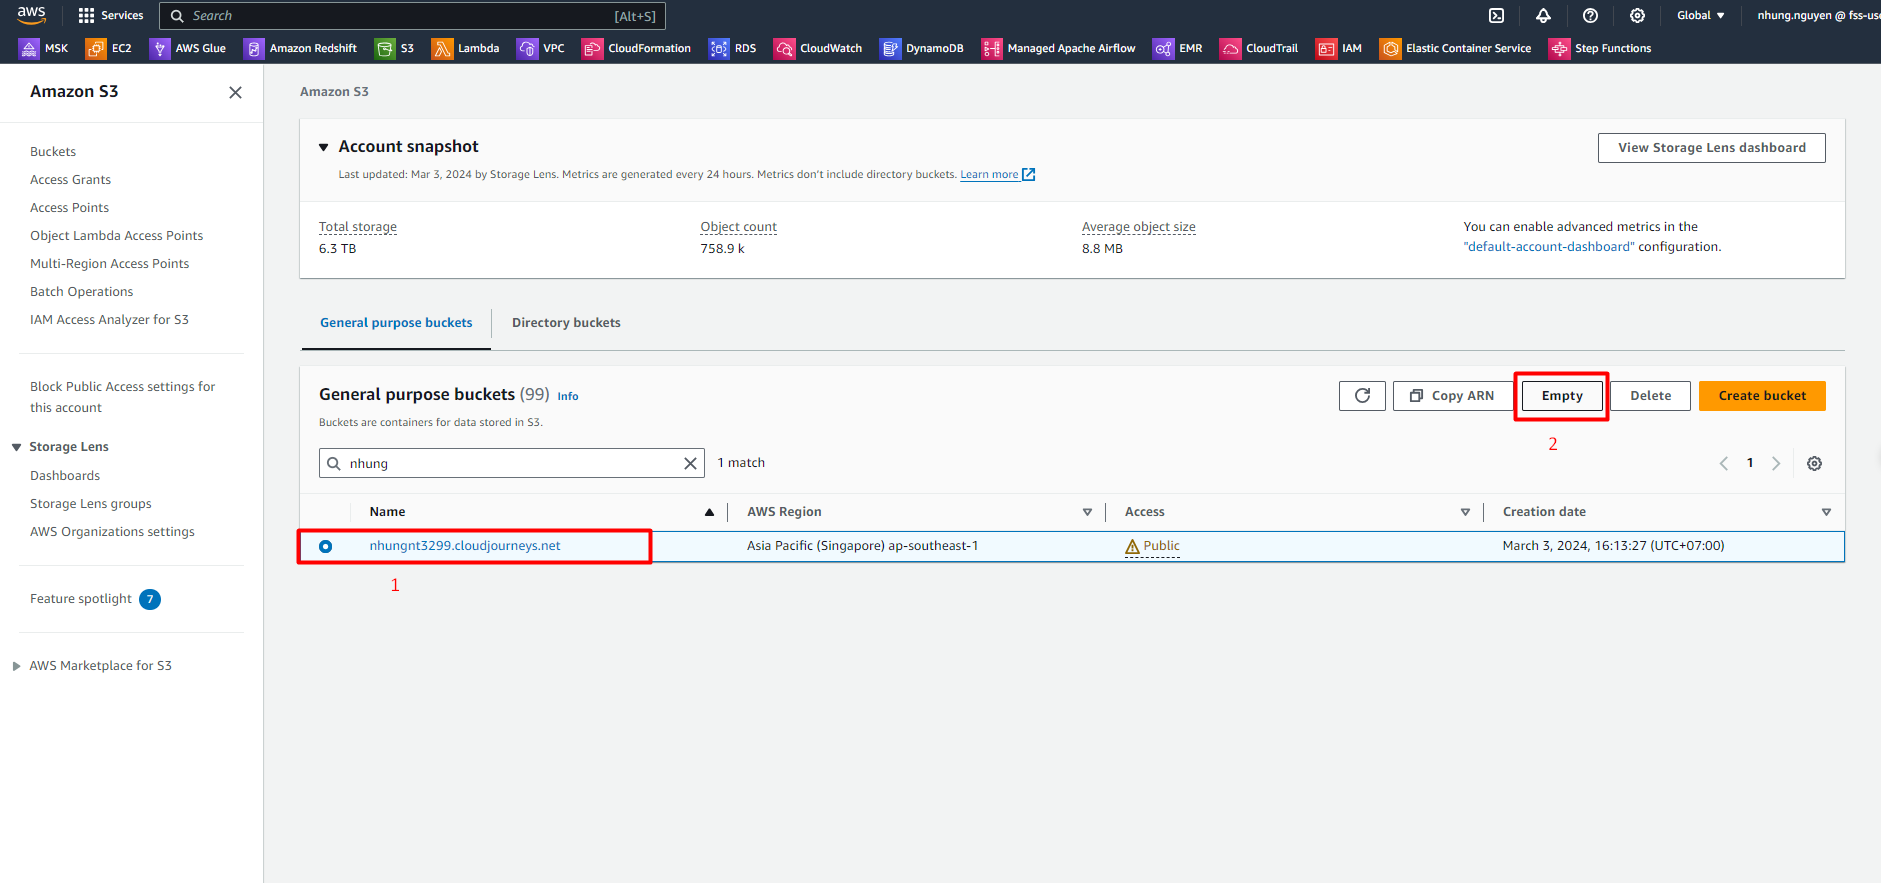 aws Services Search [Alt+S] Global nhung.nguyen @ fss-us
MSK EC2 AWS Glue Amazon Redshift S3 Lambda VPC CloudFormation RDS CloudWatch DynamoDB Managed Apache Airflow EMR CloudTrail IAM Elastic Container Service Step Functions
Amazon S3
Buckets
Access Grants
Access Points
Object Lambda Access Points
Multi-Region Access Points
Batch Operations
IAM Access Analyzer for S3
Block Public Access settings for
this account
Storage Lens
Dashboards
Storage Lens groups
AWS Organizations settings
Feature spotlight 7
AWS Marketplace for S3
Amazon S3
Account snapshot
View Storage Lens dashboard
Last updated: Mar 3, 2024 by Storage Lens. Metrics are generated every 24 hours. Metrics don't include directory buckets. Learn more
Total storage
6.3 TB
Object count
758.9 k
Average object size
8.8 MB
You can enable advanced metrics in the
"default-account-dashboard" configuration.
General purpose buckets Directory buckets
General purpose buckets (99) Info
Copy ARN Empty Delete Create bucket
Buckets are containers for data stored in S3.
2
nhung 1 match 1
Name AWS Region Access Creation date
nhungnt3299.cloudjourneys.net Asia Pacific (Singapore) ap-southeast-1 Public March 3, 2024, 16:13:27 (UTC+07:00)
1